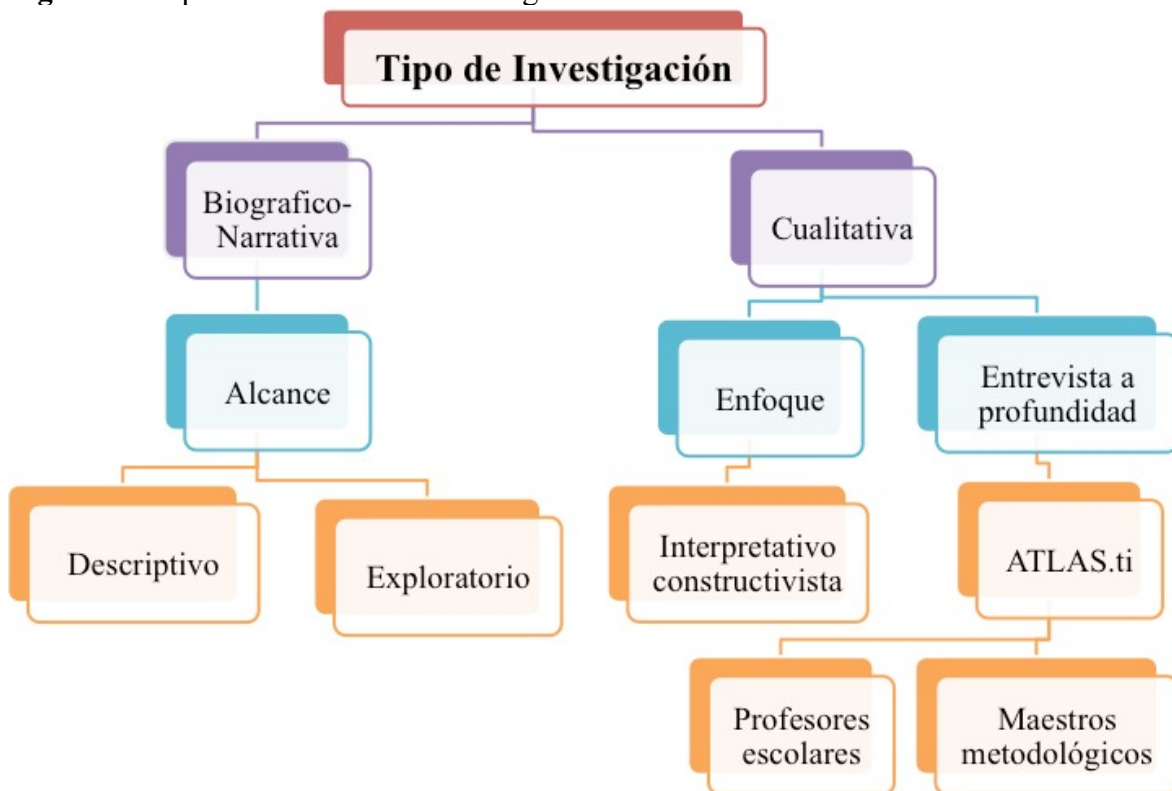 Tipo de Investigación
Biografico-
Narrativa
Cualitativa
Alcance
Enfoque
Entrevista a
profundidad
Descriptivo
Exploratorio
Interpretativo
constructivista
ATLAS.ti
Profesores
escolares
Maestros
metodológicos